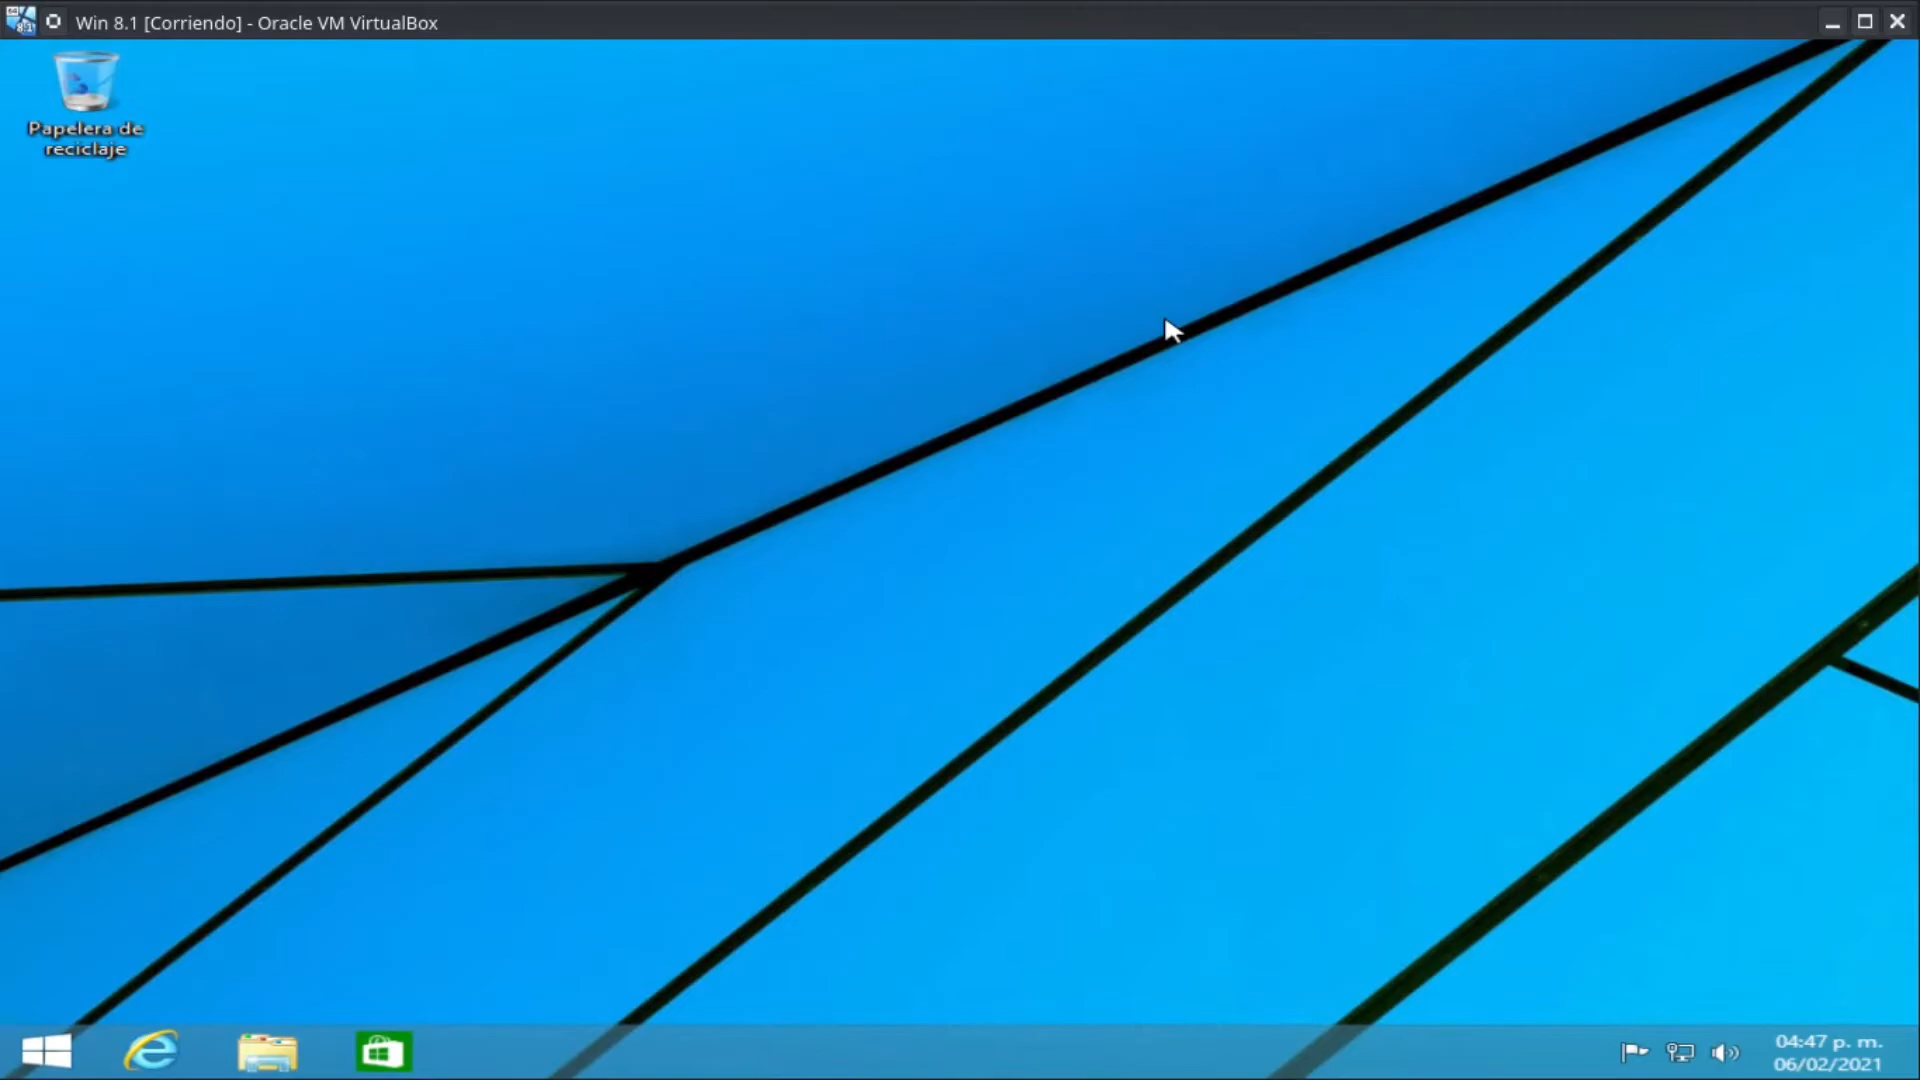 Win 8.1 [Corriendo] - Oracle VM VirtualBox
Papelera de
reciclaje
04:47 p. m.
06/02/2021